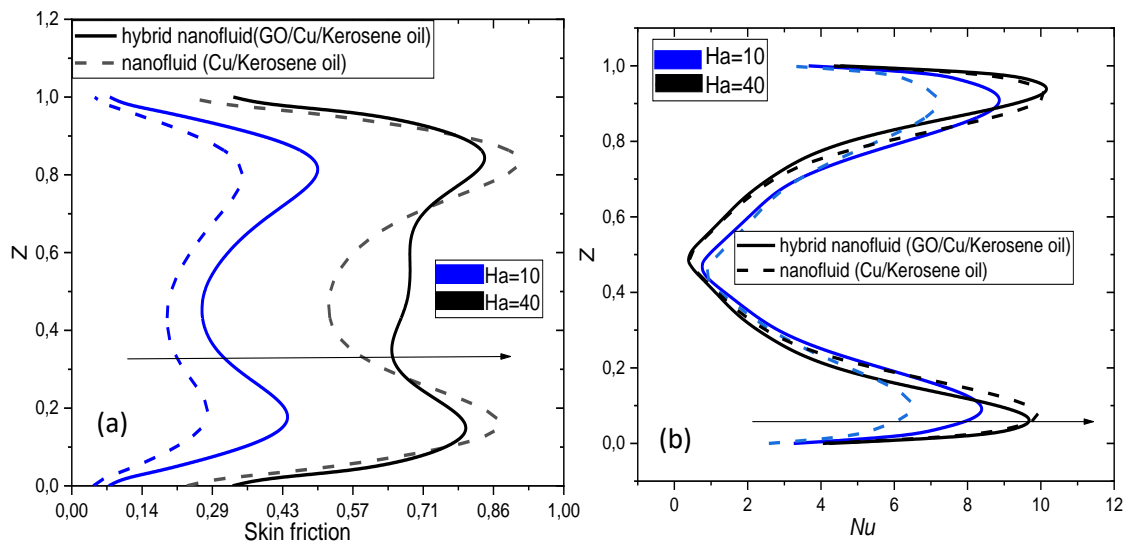 1,2
1,0
0,8
0,6
0,4
0,2
0,0
Z
hybrid nanofluid(GO/Cu/Kerosene oil)
nanofluid (Cu/Kerosene oil)
Ha=10
Ha=40
(a)
0,00 0,14 0,29 0,43 0,57 0,71 0,86 1,00
Skin friction
1,0
0,8
0,6
0,4
0,2
0,0
Z
Ha=10
Ha=40
hybrid nanofluid (GO/Cu/Kerosene oil)
nanofluid (Cu/Kerosene oil)
(b)
0 2 4 6 8 10 12
Nu